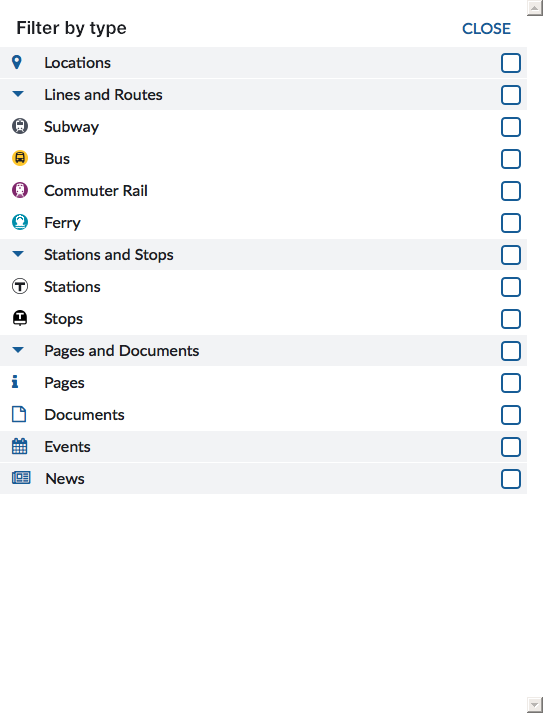 Filter by type
CLOSE
Locations
Lines and Routes
Subway
Bus
Commuter Rail
Ferry
Stations and Stops
Stations
Stops
Pages and Documents
Pages
Documents
Events
News